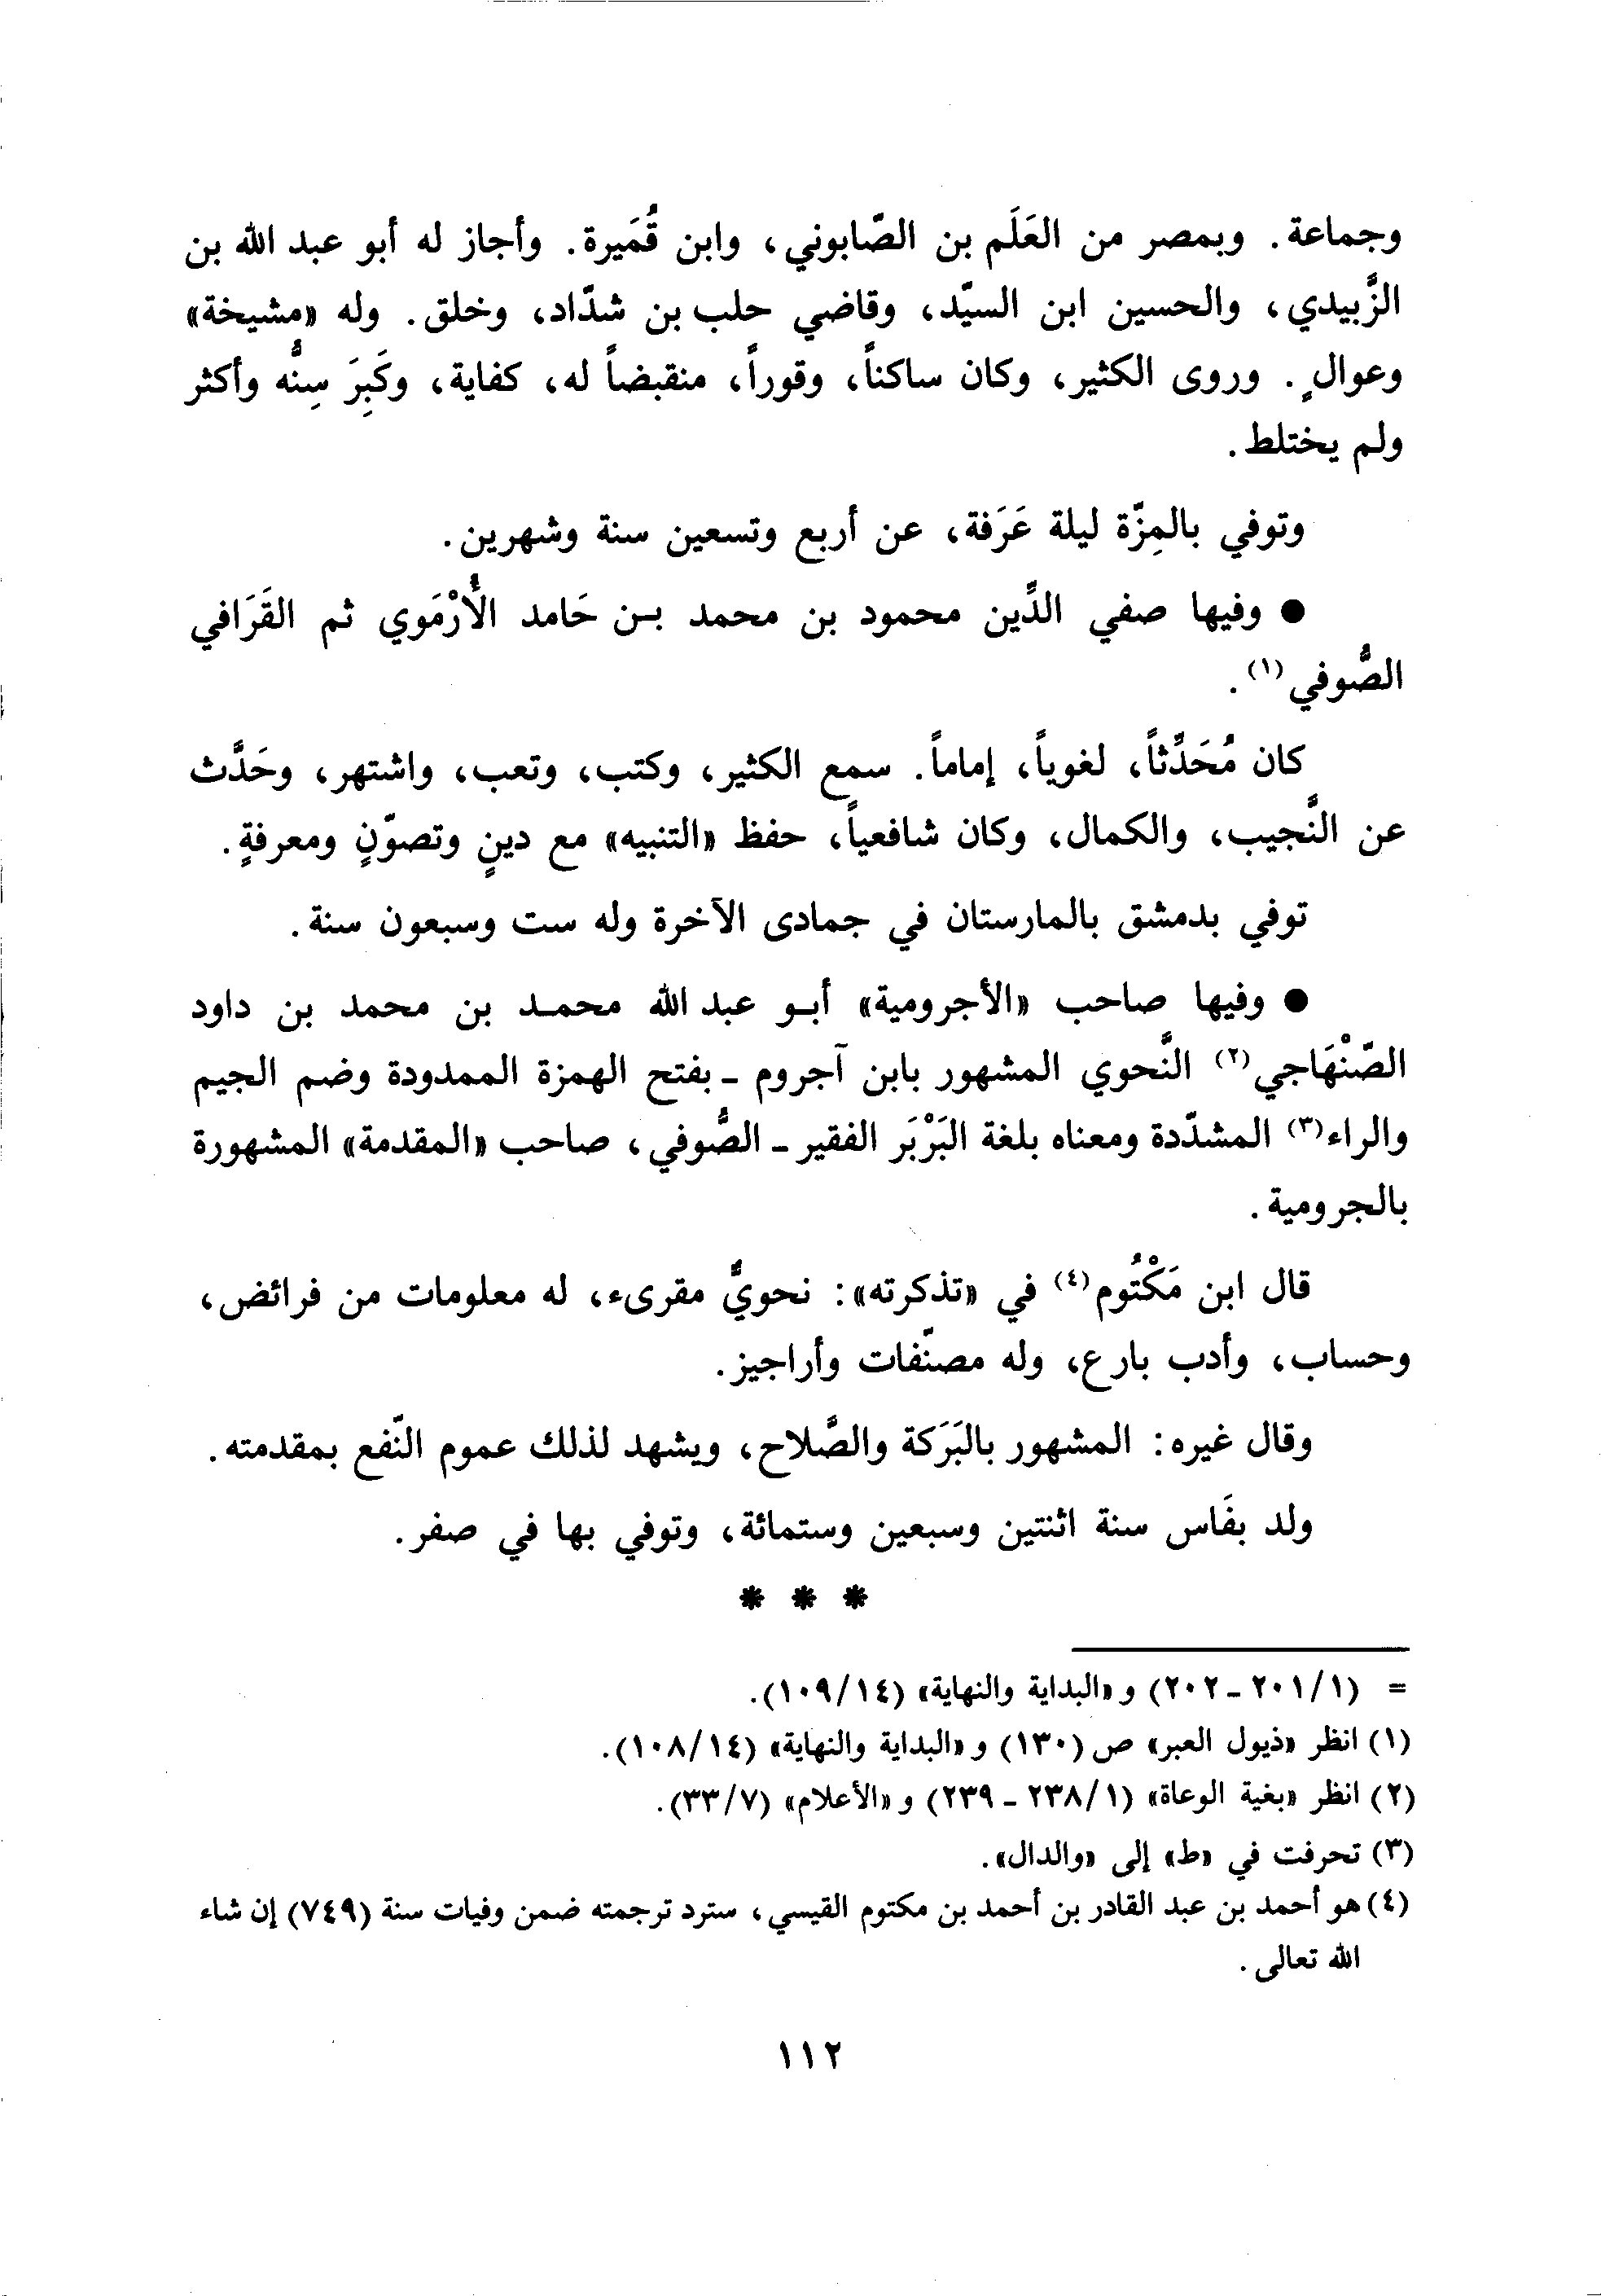 وجماعة. وبمصر من العَلَم بن الصّابوني، وابن قُمَيرة. وأجاز له أبو عبد الله بن
الزَّبيدي، والحسين ابن السيّد، وقاضي حلب بن شدّاد، وخلق. وله «مشيخة»
وعوالٍ. وروى الكثير، وكان ساكناً، وقوراً، منقبضاً له، كفاية، وكَبِرَ سِنُّه وأكثر
ولم يختلط.
وتوفي بالمِزّة ليلة عَرَفة، عن أربع وتسعين سنة وشهرين.
● وفيها صفي الدِّين محمود بن محمد بن حَامد الأُرْمَوي ثم القَرَافي
الصُّوفي(١).
كان مُحَدِّثاً، لغوياً، إماماً. سمع الكثير، وكتب، وتعب، واشتهر، وحَدَّث
عن النَّجيب، والكمال، وكان شافعياً، حفظ «التنبيه» مع دينٍ وتصوّنٍ ومعرفةٍ.
توفي بدمشق بالمارستان في جمادى الآخرة وله ست وسبعون سنة.
● وفيها صاحب «الأجرومية» أبو عبد الله محمد بن محمد بن داود
الصّنْهَاجي(٢) النَّحوي المشهور بابن آجروم ـ بفتح الهمزة الممدودة وضم الجيم
والراء(٣) المشدّدة ومعناه بلغة البَرْبَر الفقير ـ الصُّوفي، صاحب «المقدمة» المشهورة
بالجرومية.
قال ابن مَكْتُوم(٤) في «تذكرته»: نحويٌّ مقرىء، له معلومات من فرائض،
وحساب، وأدب بارع، وله مصنّفات وأراجيز.
وقال غيره: المشهور بالبَرَكة والصَّلاح، ويشهد لذلك عموم النّفع بمقدمته.
ولد بفَاس سنة اثنتين وسبعين وستمائة، وتوفي بها في صفر.
* * *
= (٢٠١/١ ـ ٢٠٢) و «البداية والنهاية» (١٠٩/١٤).
(١) انظر «ذيول العبر» ص (١٣٠) و «البداية والنهاية» (١٠٨/١٤).
(٢) انظر «بغية الوعاة» (٢٣٨/١ ـ ٢٣٩) و «الأعلام» (٣٣/٧).
(٣) تحرفت في «ط» إلى «والدال».
(٤) هو أحمد بن عبد القادر بن أحمد بن مكتوم القيسي، سترد ترجمته ضمن وفيات سنة (٧٤٩) إن شاء
الله تعالى.
١١٢